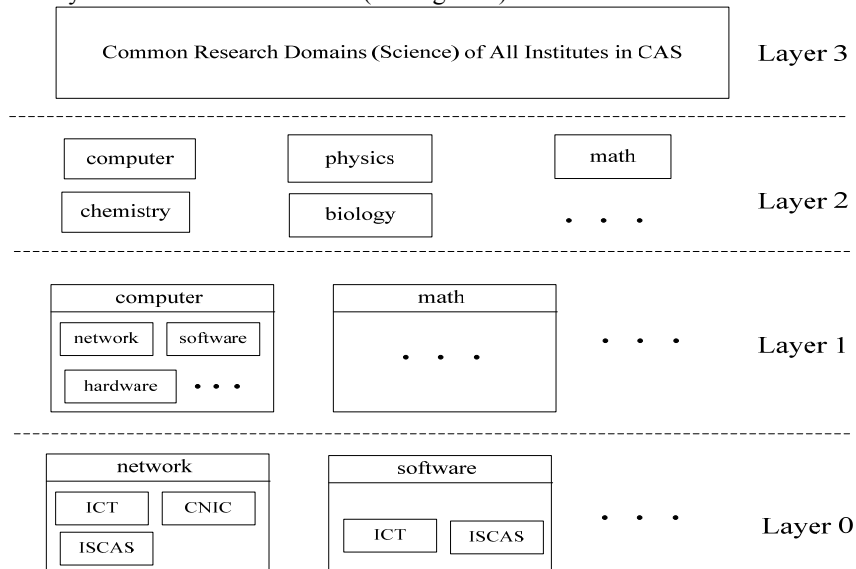 Common Research Domains (Science) of All Institutes in CAS
Layer 3
computer
physics
math
chemistry
biology
Layer 2
computer
network
software
hardware
math
Layer 1
network
ICT
CNIC
ISCAS
software
ICT
ISCAS
Layer 0